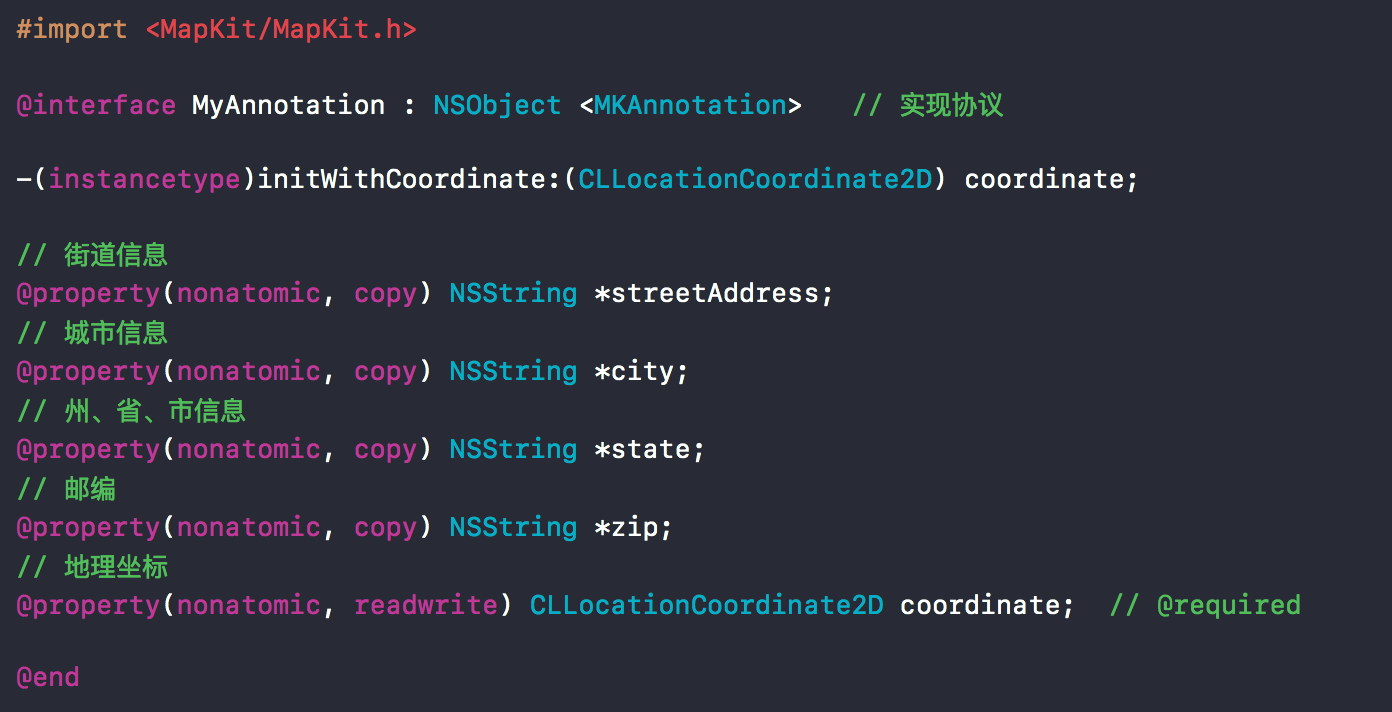 #import <MapKit/MapKit.h>
@interface MyAnnotation : NSObject <MKAnnotation>   // 实现协议
-(instancetype)initWithCoordinate:(CLLocationCoordinate2D) coordinate;
// 街道信息
@property(nonatomic, copy) NSString *streetAddress;
// 城市信息
@property(nonatomic, copy) NSString *city;
// 州、省、市信息
@property(nonatomic, copy) NSString *state;
// 邮编
@property(nonatomic, copy) NSString *zip;
// 地理坐标
@property(nonatomic, readwrite) CLLocationCoordinate2D coordinate;  // @required
@end